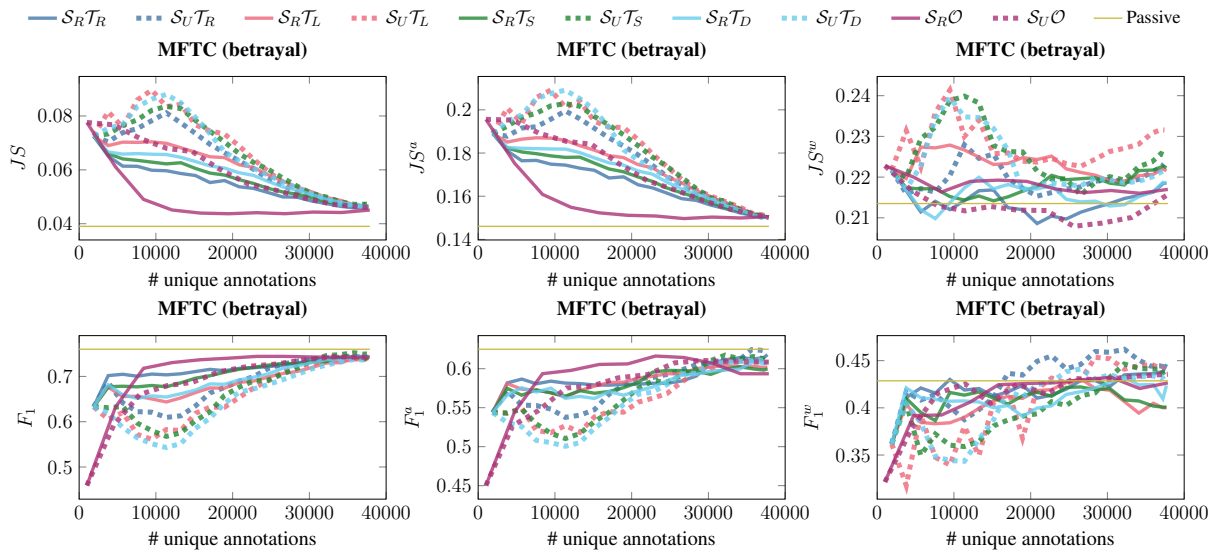 S_R T_R S_U T_R S_R T_L S_U T_L S_R T_S S_U T_S S_R T_D S_U T_D S_R O S_U O Passive
MFTC (betrayal)
JS
0.08
0.06
0.04
0 10000 20000 30000 40000
# unique annotations
MFTC (betrayal)
JS^a
0.2
0.18
0.16
0.14
0 10000 20000 30000 40000
# unique annotations
MFTC (betrayal)
JS^w
0.24
0.23
0.22
0.21
0 10000 20000 30000 40000
# unique annotations
MFTC (betrayal)
F_1
0.7
0.6
0.5
0 10000 20000 30000 40000
# unique annotations
MFTC (betrayal)
F_1^a
0.6
0.55
0.5
0.45
0 10000 20000 30000 40000
# unique annotations
MFTC (betrayal)
F_1^w
0.45
0.4
0.35
0 10000 20000 30000 40000
# unique annotations